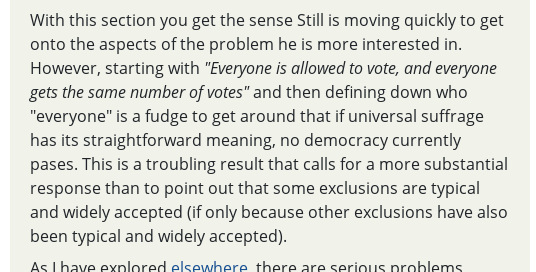 With this section you get the sense Still is moving quickly to get
onto the aspects of the problem he is more interested in.
However, starting with "Everyone is allowed to vote, and everyone
gets the same number of votes" and then defining down who
"everyone" is a fudge to get around that if universal suffrage
has its straightforward meaning, no democracy currently
pases. This is a troubling result that calls for a more substantial
response than to point out that some exclusions are typical
and widely accepted (if only because other exclusions have also
been typical and widely accepted).
As I have explored elsewhere, there are serious problems